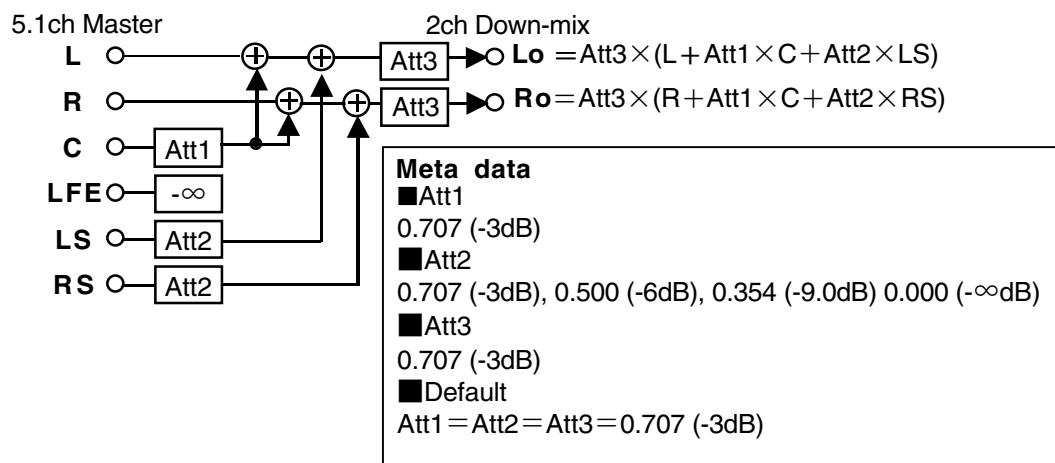 5.1ch Master 2ch Down-mix
L Att3 Lo =Att3×(L+Att1×C+Att2×LS)
R Att3 Ro=Att3×(R+Att1×C+Att2×RS)
C Att1
LFE -∞
LS Att2
RS Att2
Meta data
■Att1
0.707 (-3dB)
■Att2
0.707 (-3dB), 0.500 (-6dB), 0.354 (-9.0dB) 0.000 (-∞dB)
■Att3
0.707 (-3dB)
■Default
Att1=Att2=Att3=0.707 (-3dB)